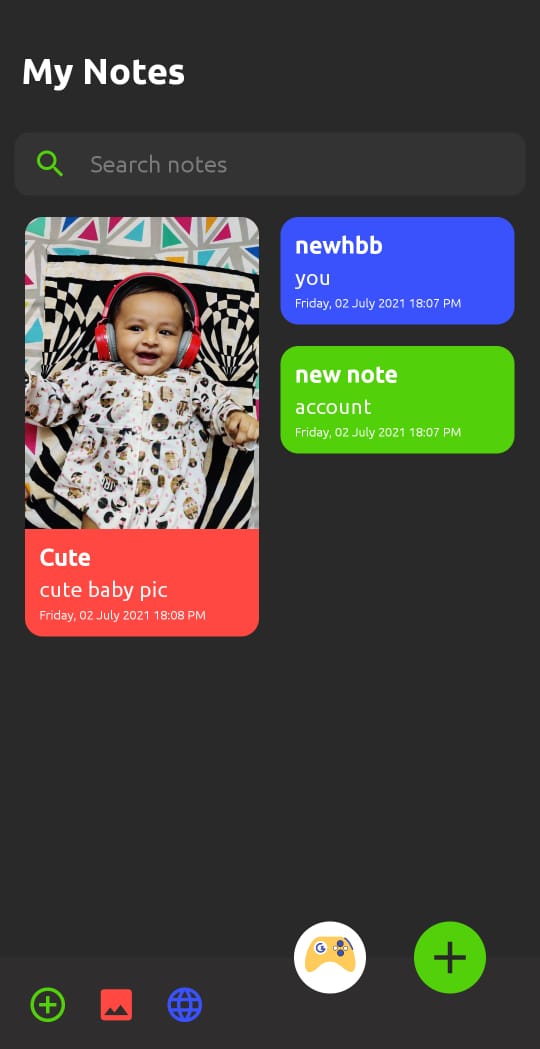 My Notes
Search notes
Cute
cute baby pic
Friday, 02 July 2021 18:08 PM
newhbb
you
Friday, 02 July 2021 18:07 PM
new note
account
Friday, 02 July 2021 18:07 PM